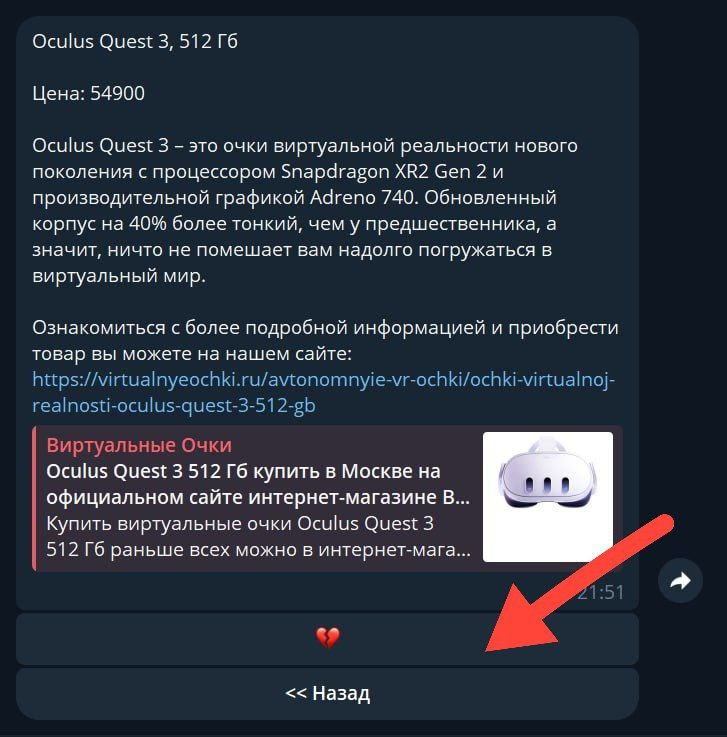 Oculus Quest 3, 512 Гб
Цена: 54900
Oculus Quest 3 – это очки виртуальной реальности нового
поколения с процессором Snapdragon XR2 Gen 2 и
производительной графикой Adreno 740. Обновленный
корпус на 40% более тонкий, чем у предшественника, а
значит, ничто не помешает вам надолго погружаться в
виртуальный мир.
Ознакомиться с более подробной информацией и приобрести
товар вы можете на нашем сайте:
https://virtualnyeochki.ru/avtonomnyie-vr-ochki/ochki-virtualnoj-
realnosti-oculus-quest-3-512-gb
Виртуальные Очки
Oculus Quest 3 512 Гб купить в Москве на
официальном сайте интернет-магазине В...
Купить виртуальные очки Oculus Quest 3
512 Гб раньше всех можно в интернет-мага...
21:51
💔
<< Назад